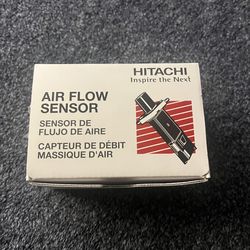 HITACHI
Inspire the Next
AIR FLOW
SENSOR
SENSOR DE
FLUJO DE AIRE
CAPTEUR DE DÉBIT
MASSIQUE D'AIR